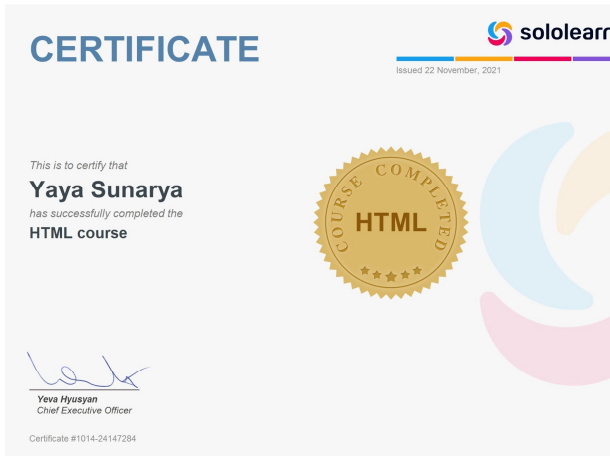 CERTIFICATE
sololearn
Issued 22 November, 2021
This is to certify that
Yaya Sunarya
has successfully completed the
HTML course
COURSE COMPLETED
HTML
Yeva Hyusyan
Chief Executive Officer
Certificate #1014-24147284